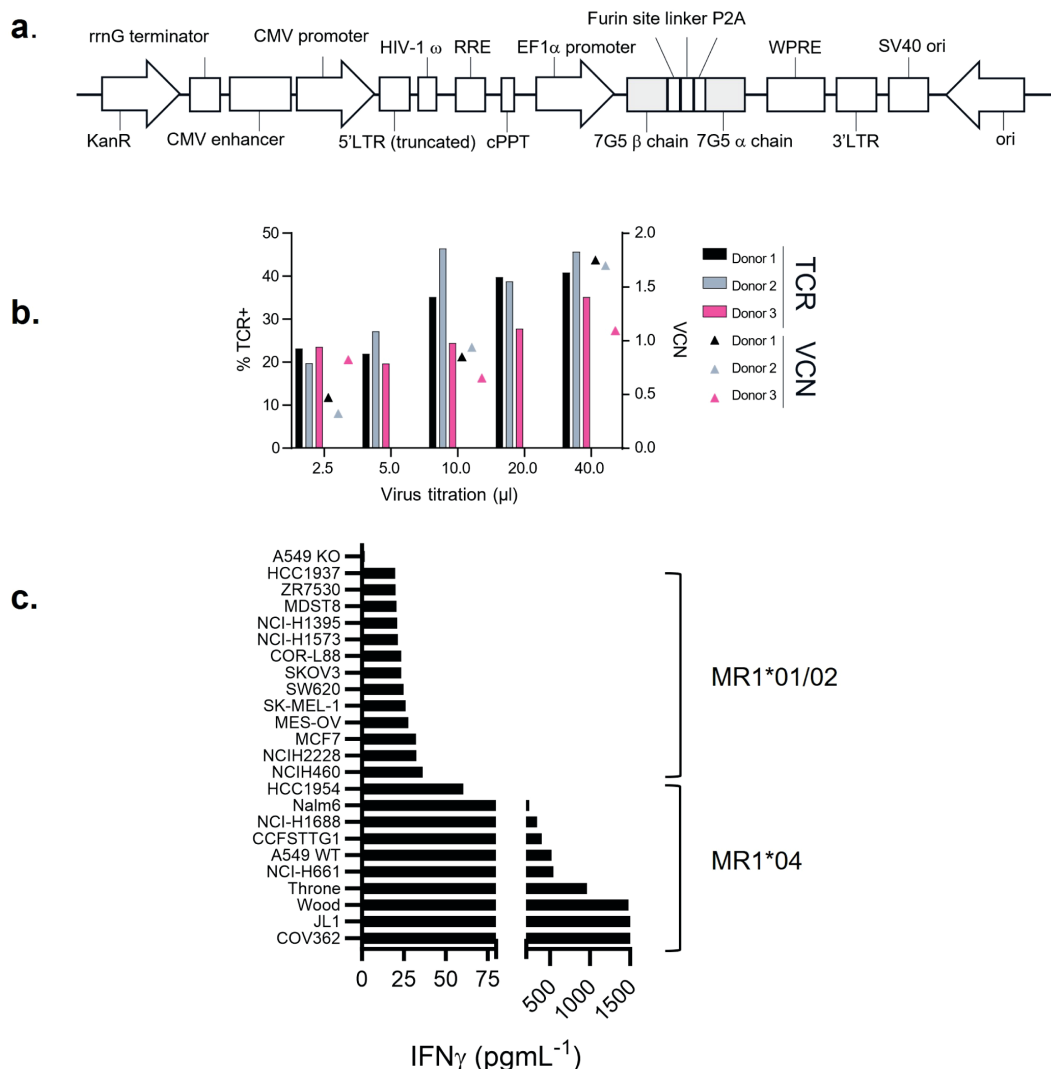 a.
rrnG terminator
CMV promoter
HIV-1 ω
RRE
EF1α promoter
Furin site linker P2A
WPRE
SV40 ori
KanR
CMV enhancer
5'LTR (truncated)
cPPT
7G5 β chain
7G5 α chain
3'LTR
ori
b.
% TCR+
50
40
30
20
10
0
2.5
5.0
10.0
20.0
40.0
Virus titration (µl)
2.0
1.5
1.0
0.5
0.0
VCN
Donor 1
Donor 2
Donor 3
TCR
Donor 1
Donor 2
Donor 3
VCN
c.
A549 KO
HCC1937
ZR7530
MDST8
NCI-H1395
NCI-H1573
COR-L88
SKOV3
SW620
SK-MEL-1
MES-OV
MCF7
NCIH2228
NCIH460
HCC1954
Nalm6
NCI-H1688
CCFSTTG1
A549 WT
NCI-H661
Throne
Wood
JL1
COV362
MR1*01/02
MR1*04
0
25
50
75
500
1000
1500
IFNγ (pgmL⁻¹)